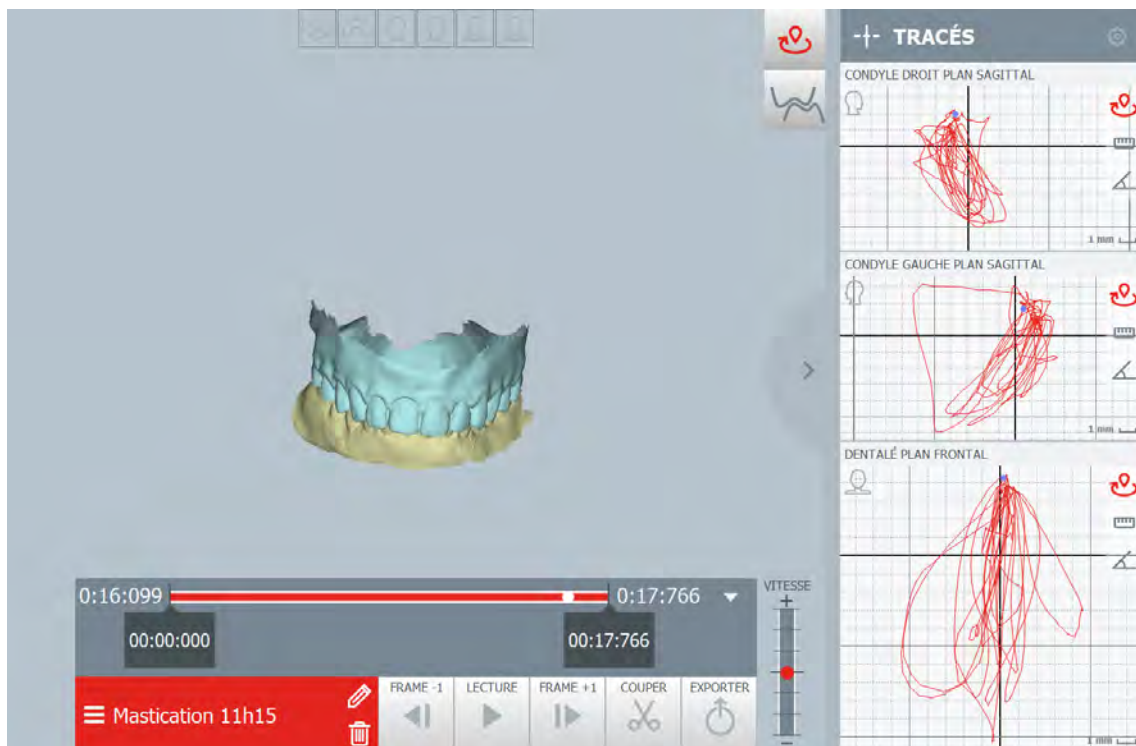 TRACÉS
CONDYLE DROIT PLAN SAGITTAL
1 mm
CONDYLE GAUCHE PLAN SAGITTAL
1 mm
DENTALÉ PLAN FRONTAL
1 mm
0:16:099
0:17:766
00:00:000
00:17:766
VITESSE
+
-
Mastication 11h15
FRAME -1
LECTURE
FRAME +1
COUPER
EXPORTER